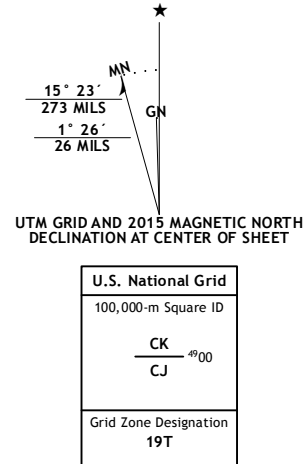 ★
MN
GN
15° 23´
273 MILS
1° 26´
26 MILS
UTM GRID AND 2015 MAGNETIC NORTH
DECLINATION AT CENTER OF SHEET
U.S. National Grid
100,000-m Square ID
CK
CJ
4900
Grid Zone Designation
19T